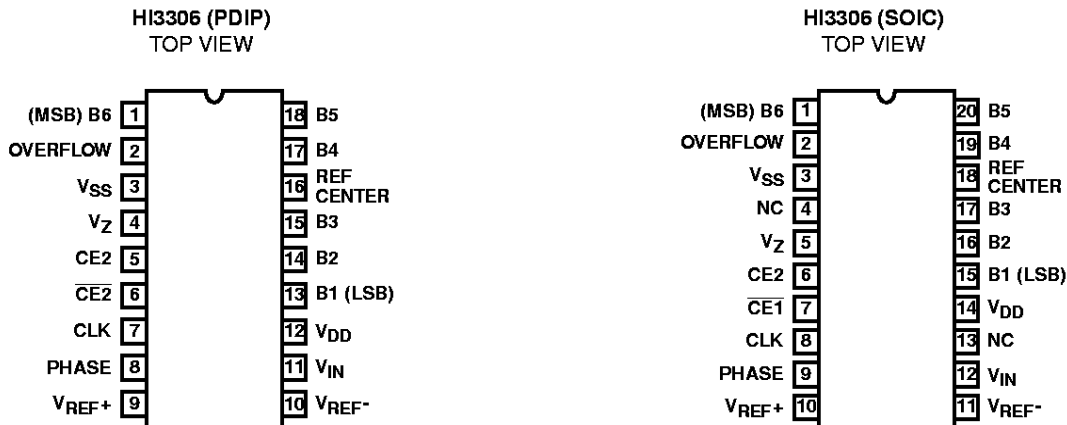 HI3306 (PDIP)
TOP VIEW
(MSB) B6 1
18 B5
OVERFLOW 2
17 B4
VSS 3
16 REF
CENTER
VZ 4
15 B3
CE2 5
14 B2
CE2 6
13 B1 (LSB)
CLK 7
12 VDD
PHASE 8
11 VIN
VREF+ 9
10 VREF-
HI3306 (SOIC)
TOP VIEW
(MSB) B6 1
20 B5
OVERFLOW 2
19 B4
VSS 3
18 REF
CENTER
NC 4
17 B3
VZ 5
16 B2
CE2 6
15 B1 (LSB)
CE1 7
14 VDD
CLK 8
13 NC
PHASE 9
12 VIN
VREF+ 10
11 VREF-